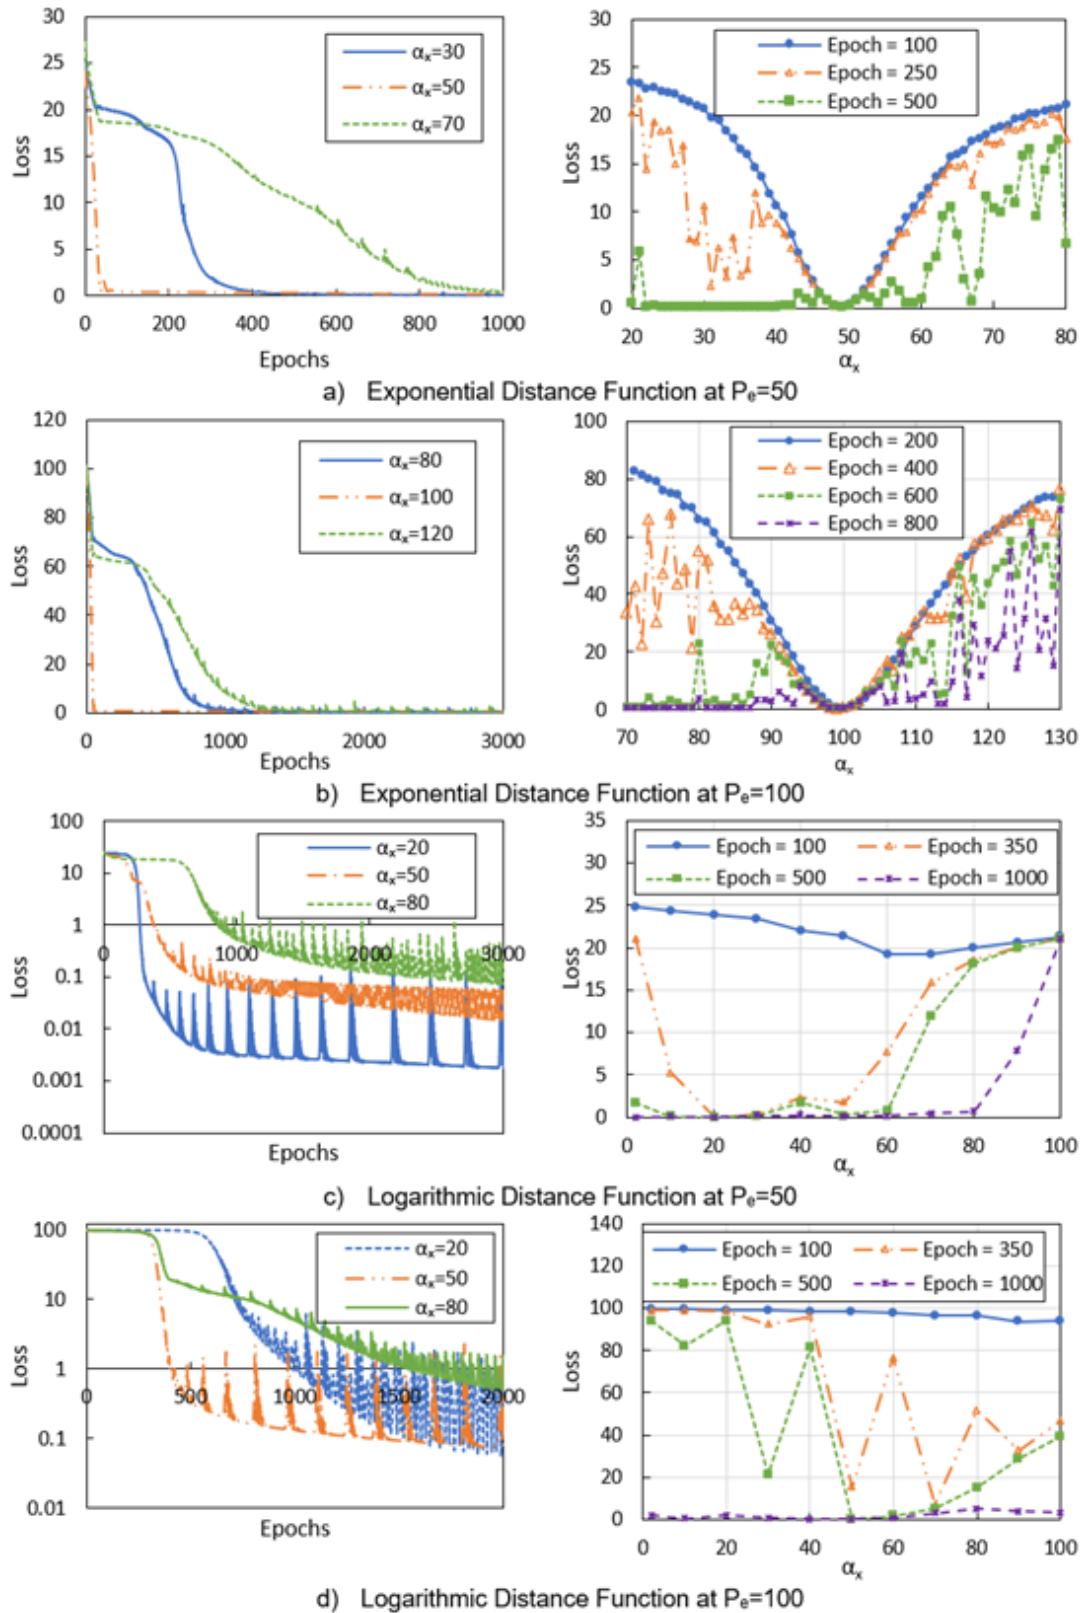 30
25
20
15
10
5
0
Loss
αx=30
αx=50
αx=70
0 200 400 600 800 1000
Epochs
30
25
20
15
10
5
0
Loss
Epoch = 100
Epoch = 250
Epoch = 500
20 30 40 50 60 70 80
αx
a) Exponential Distance Function at Pe=50
120
100
80
60
40
20
0
Loss
αx=80
αx=100
αx=120
0 1000 2000 3000
Epochs
100
80
60
40
20
0
Loss
Epoch = 200
Epoch = 400
Epoch = 600
Epoch = 800
70 80 90 100 110 120 130
αx
b) Exponential Distance Function at Pe=100
100
10
1
0.1
0.01
0.001
0.0001
Loss
αx=20
αx=50
αx=80
0 1000 2000 3000
Epochs
35
30
25
20
15
10
5
0
Loss
Epoch = 100 Epoch = 350
Epoch = 500 Epoch = 1000
0 20 40 60 80 100
αx
c) Logarithmic Distance Function at Pe=50
100
10
1
0.1
0.01
Loss
αx=20
αx=50
αx=80
0 500 1000 1500 2000
Epochs
140
120
100
80
60
40
20
0
Loss
Epoch = 100 Epoch = 350
Epoch = 500 Epoch = 1000
0 20 40 60 80 100
αx
d) Logarithmic Distance Function at Pe=100